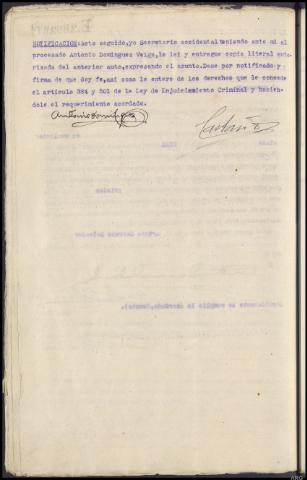 NOTIFICACION: Acto seguido, yo Secretario accidental teniendo ante mi al
procesado Antonio Dominguez Veiga, le lei y entregue copia literal auto-
rizada del anterior auto, expresando el asunto. Dase por notificado y
firma de que doy fe, asi como le entero de los derechos que le concede
el articulo 384 y 501 de la Ley de Enjuiciamiento Criminal y hacien-
dole el requerimiento acordado.
Antonio Dominguez